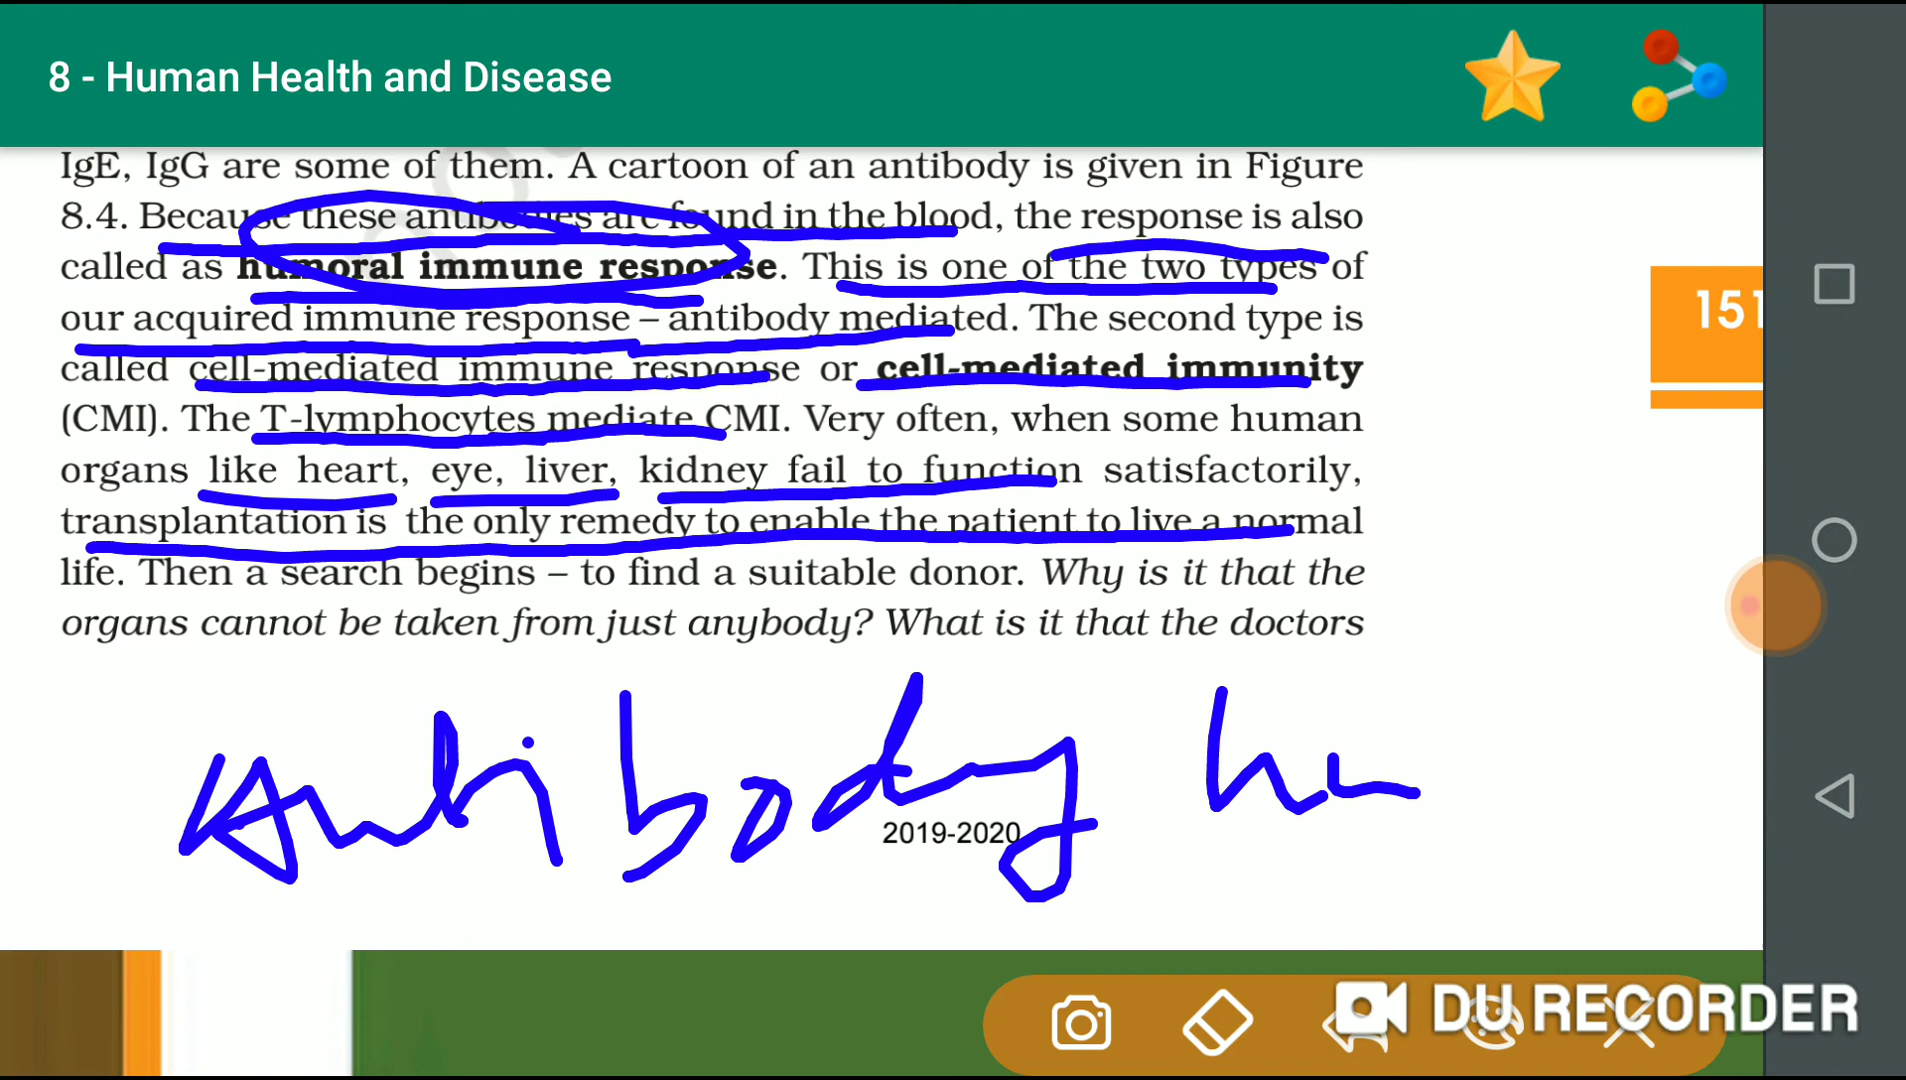 8 - Human Health and Disease
IgE, IgG are some of them. A cartoon of an antibody is given in Figure
8.4. Because these antibodies are found in the blood, the response is also
called as humoral immune response. This is one of the two types of
our acquired immune response – antibody mediated. The second type is
called cell-mediated immune response or cell-mediated immunity
(CMI). The T-lymphocytes mediate CMI. Very often, when some human
organs like heart, eye, liver, kidney fail to function satisfactorily,
transplantation is the only remedy to enable the patient to live a normal
life. Then a search begins – to find a suitable donor. Why is it that the
organs cannot be taken from just anybody? What is it that the doctors
151
Antibody
2019-2020
DU RECORDER